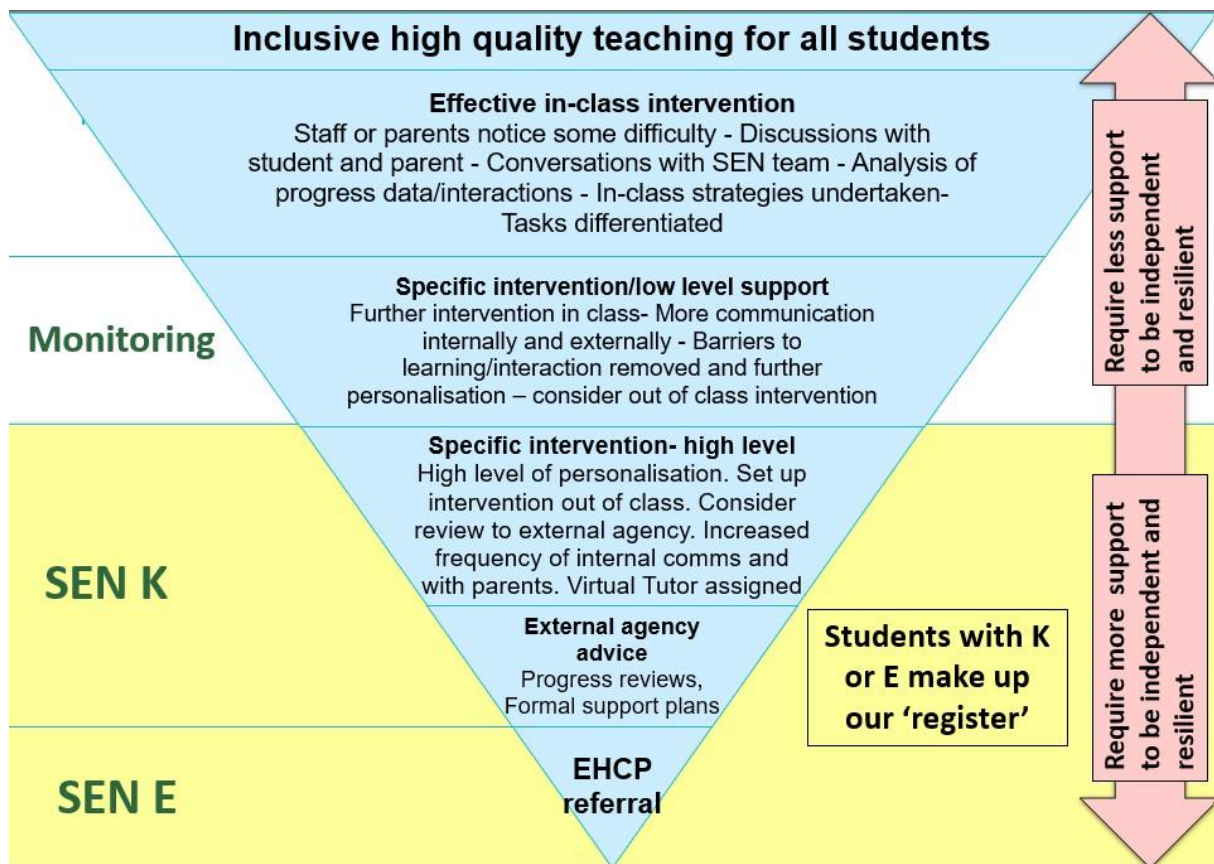 Inclusive high quality teaching for all students
Effective in-class intervention
Staff or parents notice some difficulty - Discussions with
student and parent - Conversations with SEN team - Analysis of
progress data/interactions - In-class strategies undertaken-
Tasks differentiated
Monitoring
Specific intervention/low level support
Further intervention in class- More communication
internally and externally - Barriers to
learning/interaction removed and further
personalisation – consider out of class intervention
SEN K
Specific intervention- high level
High level of personalisation. Set up
intervention out of class. Consider
review to external agency. Increased
frequency of internal comms and
with parents. Virtual Tutor assigned
External agency
advice
Progress reviews,
Formal support plans
Students with K
or E make up
our ‘register’
SEN E
EHCP
referral
Require less support
to be independent
and resilient
Require more support
to be independent and
resilient